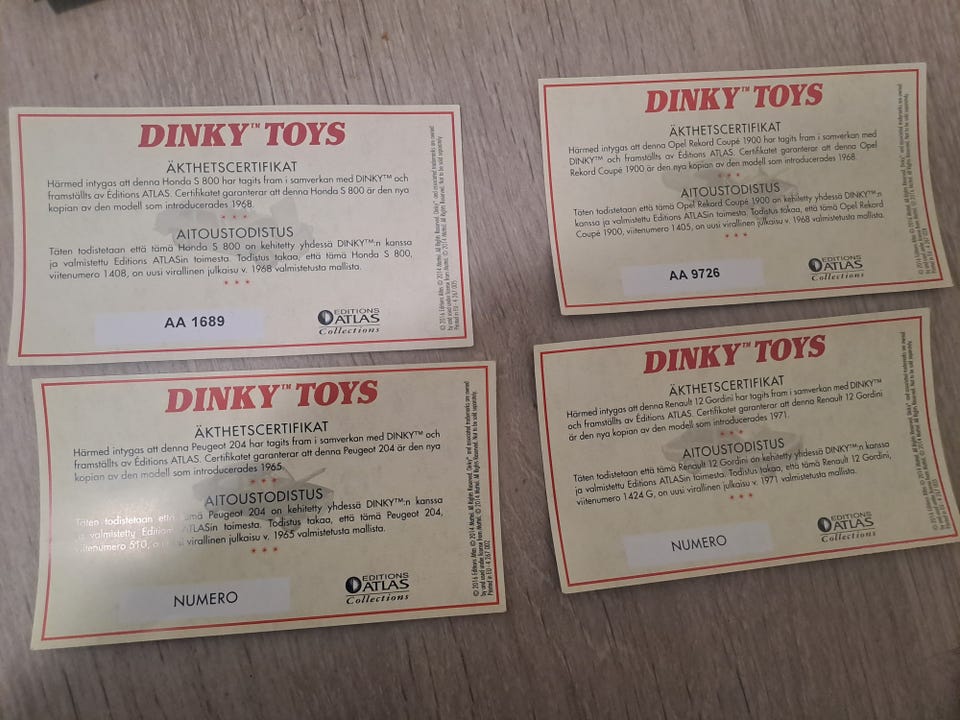 DINKY™ TOYS
ÄKTHETSCERTIFIKAT
Härmed intygas att denna Honda S 800 har tagits fram i samverkan med DINKY™ och
framställts av Editions ATLAS. Certifikatet garanterar att denna Honda S 800 är den nya
kopian av den modell som introducerades 1968.
* * *
AITOUSTODISTUS
Täten todistetaan että tämä Honda S 800 on kehitetty yhdessä DINKY™:n kanssa
ja valmistettu Editions ATLASin toimesta. Todistus takaa, että tämä Honda S 800,
viitenumero 1408, on uusi virallinen julkaisu v. 1968 valmistetusta mallista.
* * *
AA 1689
EDITIONS
ATLAS
Collections
DINKY™ TOYS
ÄKTHETSCERTIFIKAT
Härmed intygas att denna Opel Rekord Coupé 1900 har tagits fram i samverkan med
DINKY™ och framställts av Editions ATLAS. Certifikatet garanterar att denna Opel
Rekord Coupé 1900 är den nya kopian av den modell som introducerades 1968.
* * *
AITOUSTODISTUS
Täten todistetaan että tämä Opel Rekord Coupé 1900 on kehitetty yhdessä DINKY™:n
kanssa ja valmistettu Editions ATLASin toimesta. Todistus takaa, että tämä Opel Rekord
Coupé 1900, viitenumero 1405, on uusi virallinen julkaisu v. 1968 valmistetusta mallista.
* * *
AA 9726
EDITIONS
ATLAS
Collections
DINKY™ TOYS
ÄKTHETSCERTIFIKAT
Härmed intygas att denna Peugeot 204 har tagits fram i samverkan med DINKY™ och
framställts av Editions ATLAS. Certifikatet garanterar att denna Peugeot 204 är den nya
kopian av den modell som introducerades 1965.
* * *
AITOUSTODISTUS
Täten todistetaan että tämä Peugeot 204 on kehitetty yhdessä DINKY™:n kanssa
ja valmistettu Editions ATLASin toimesta. Todistus takaa, että tämä Peugeot 204,
viitenumero 510, on uusi virallinen julkaisu v. 1965 valmistetusta mallista.
* * *
NUMERO
EDITIONS
ATLAS
Collections
DINKY™ TOYS
ÄKTHETSCERTIFIKAT
Härmed intygas att denna Renault 12 Gordini har tagits fram i samverkan med DINKY™
och framställts av Editions ATLAS. Certifikatet garanterar att denna Renault 12 Gordini
är den nya kopian av den modell som introducerades 1971.
* * *
AITOUSTODISTUS
Täten todistetaan että tämä Renault 12 Gordini on kehitetty yhdessä DINKY™:n kanssa
ja valmistettu Editions ATLASin toimesta. Todistus takaa, että tämä Renault 12 Gordini,
viitenumero 1424 G, on uusi virallinen julkaisu v. 1971 valmistetusta mallista.
* * *
NUMERO
EDITIONS
ATLAS
Collections